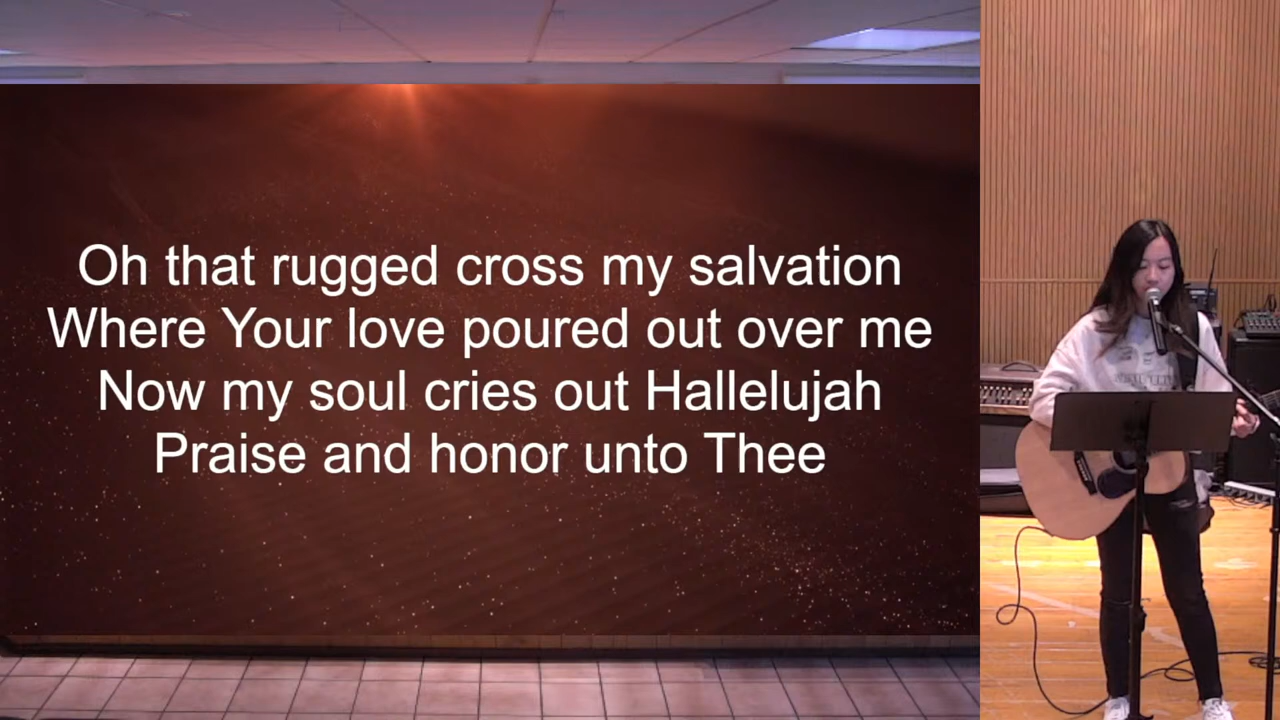 Oh that rugged cross my salvation
Where Your love poured out over me
Now my soul cries out Hallelujah
Praise and honor unto Thee